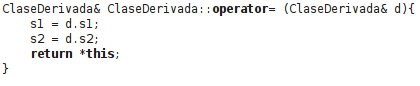 ClaseDerivada& ClaseDerivada::operator= (ClaseDerivada& d){
    s1 = d.s1;
    s2 = d.s2;
    return *this;
}